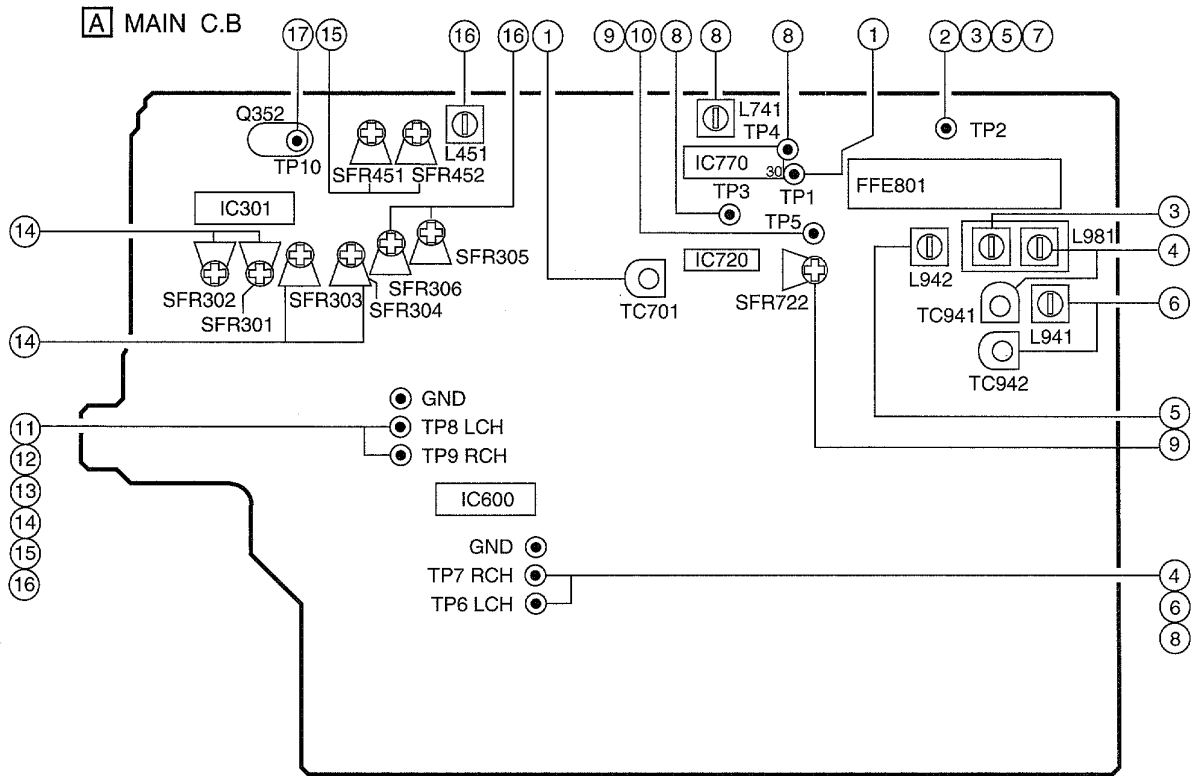 A MAIN C.B
17 15 16 16 1 9 10 8 8 8 1 2 3 5 7
Q352
TP10
L451
SFR451 SFR452
L741
TP4
IC770
30
TP1
TP3
TP2
FFE801
TP5
IC301
14
SFR302
SFR301
SFR303
SFR304
SFR306
SFR305
IC720
TC701
SFR722
3
L981
4
L942
TC941
L941
6
TC942
14
5
9
GND
TP8 LCH
TP9 RCH
11
12
13
14
15
16
IC600
GND
TP7 RCH
TP6 LCH
4
6
8